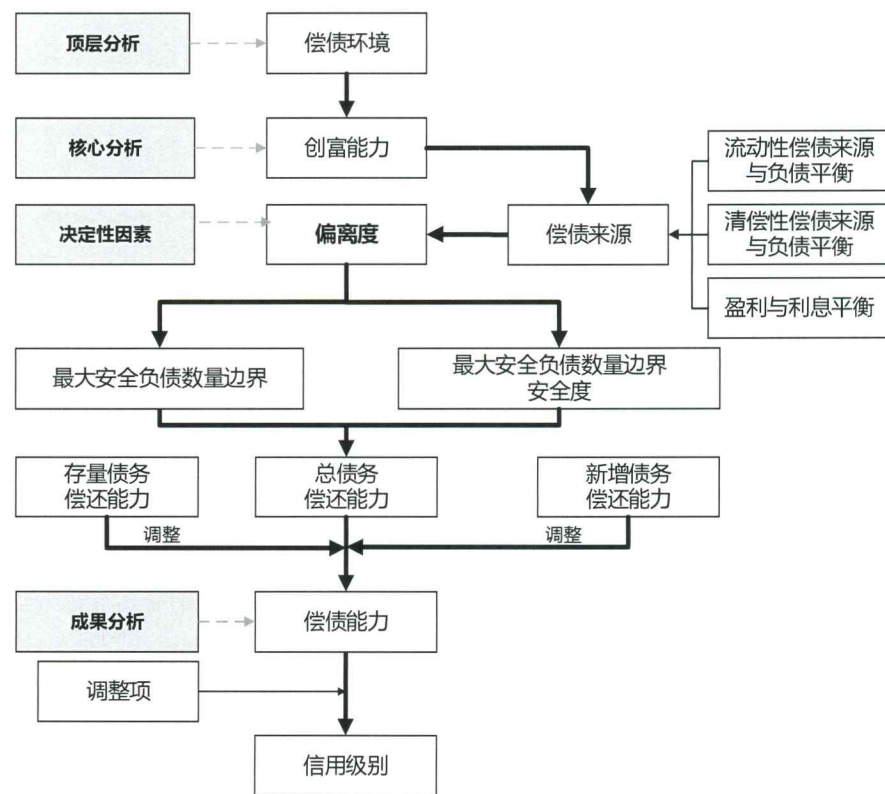 顶层分析
偿债环境
核心分析
创富能力
流动性偿债来源
与负债平衡
决定性因素
偏离度
偿债来源
清偿性偿债来源
与负债平衡
盈利与利息平衡
最大安全负债数量边界
最大安全负债数量边界
安全度
存量债务
偿还能力
总债务
偿还能力
新增债务
偿还能力
调整
调整
成果分析
偿债能力
调整项
信用级别